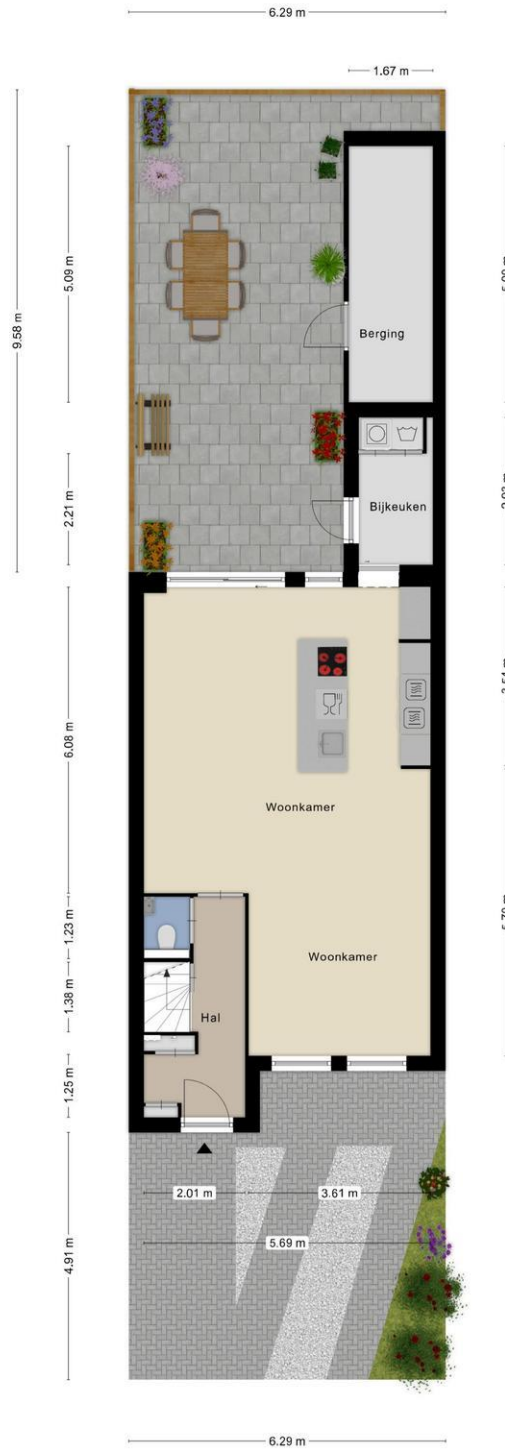 6.29 m
1.67 m
9.58 m
5.09 m
Berging
2.21 m
Bijkeuken
6.08 m
Woonkamer
Woonkamer
1.23 m
1.38 m
Hal
1.25 m
4.91 m
2.01 m
3.61 m
5.69 m
6.29 m